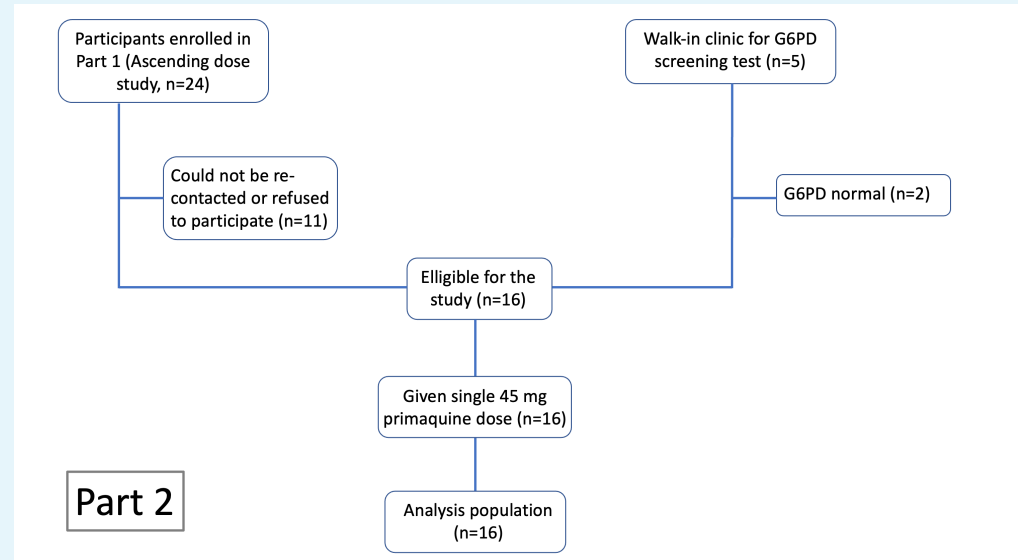 Participants enrolled in
Part 1 (Ascending dose
study, n=24)
Walk-in clinic for G6PD
screening test (n=5)
Could not be re-
contacted or refused
to participate (n=11)
G6PD normal (n=2)
Elligible for the
study (n=16)
Given single 45 mg
primaquine dose (n=16)
Part 2
Analysis population
(n=16)